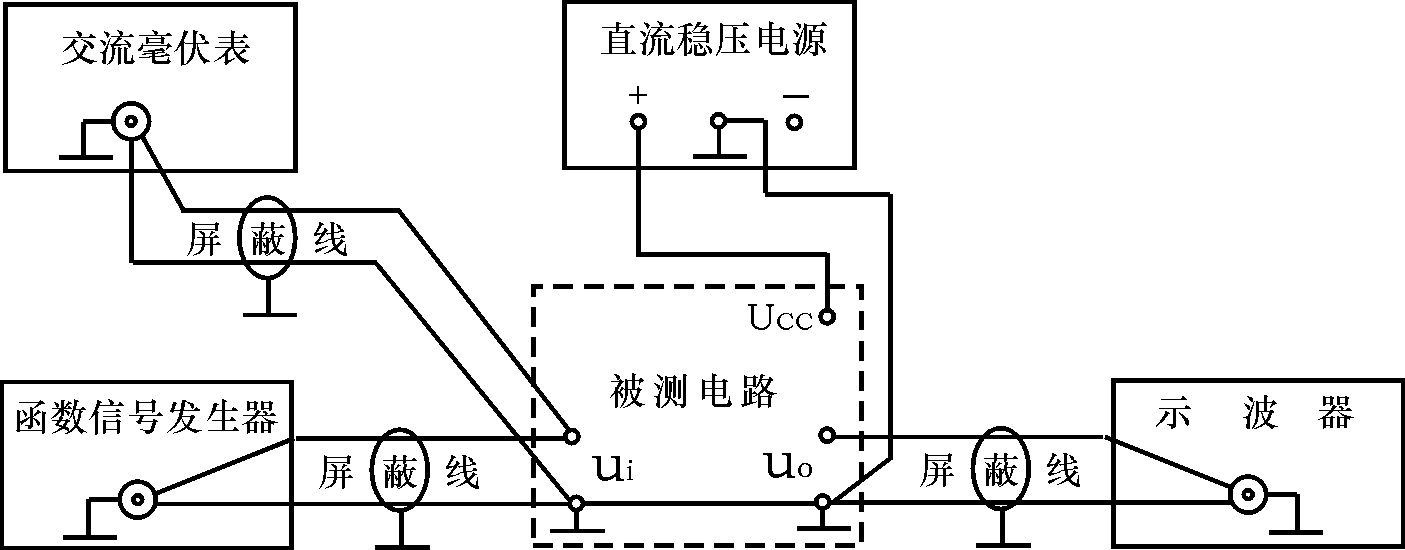 交流毫伏表
直流稳压电源
+ —
屏蔽线
Ucc
被测电路
函数信号发生器
示波器
ui
uo
屏蔽线
屏蔽线